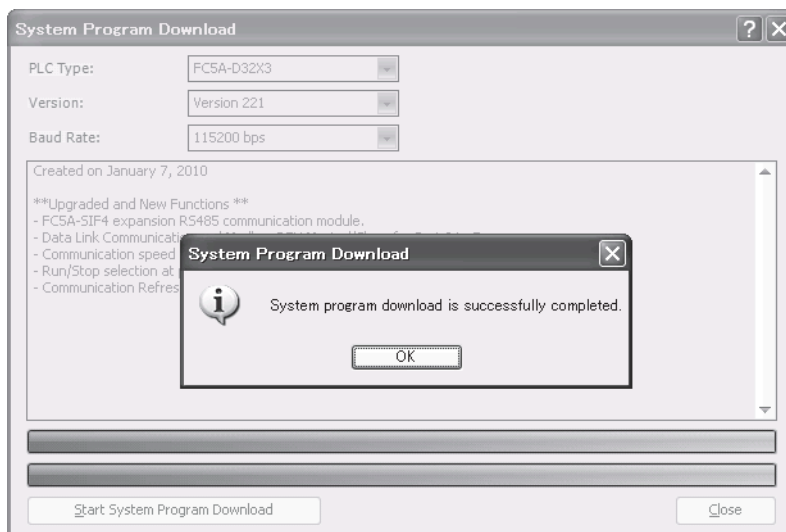 System Program Download
PLC Type: FC5A-D32X3
Version: Version 221
Baud Rate: 115200 bps
Created on January 7, 2010
**Upgraded and New Functions **
- FC5A-SIF4 expansion RS485 communication module.
- Data Link
- Communication speed
- Run/Stop selection at
- Communication
System Program Download
System program download is successfully completed.
OK
Start System Program Download
Close